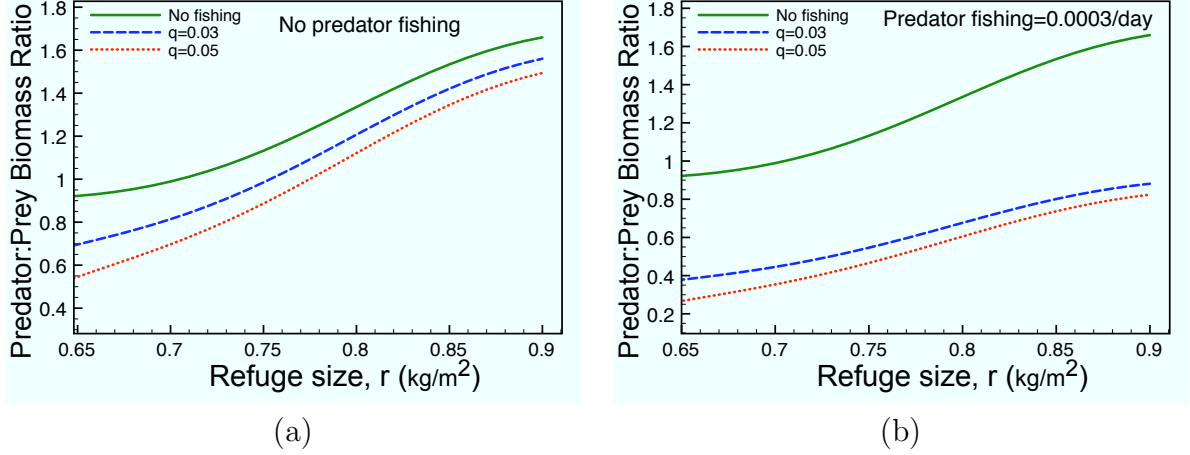 No fishing
q=0.03
q=0.05
No predator fishing
Predator:Prey Biomass Ratio
1.8
1.6
1.4
1.2
1
0.8
0.6
0.4
0.65
0.7
0.75
0.8
0.85
0.9
Refuge size, r (kg/m²)
(a)
No fishing
q=0.03
q=0.05
Predator fishing=0.0003/day
Predator:Prey Biomass Ratio
1.8
1.6
1.4
1.2
1
0.8
0.6
0.4
0.2
0.65
0.7
0.75
0.8
0.85
0.9
Refuge size, r (kg/m²)
(b)